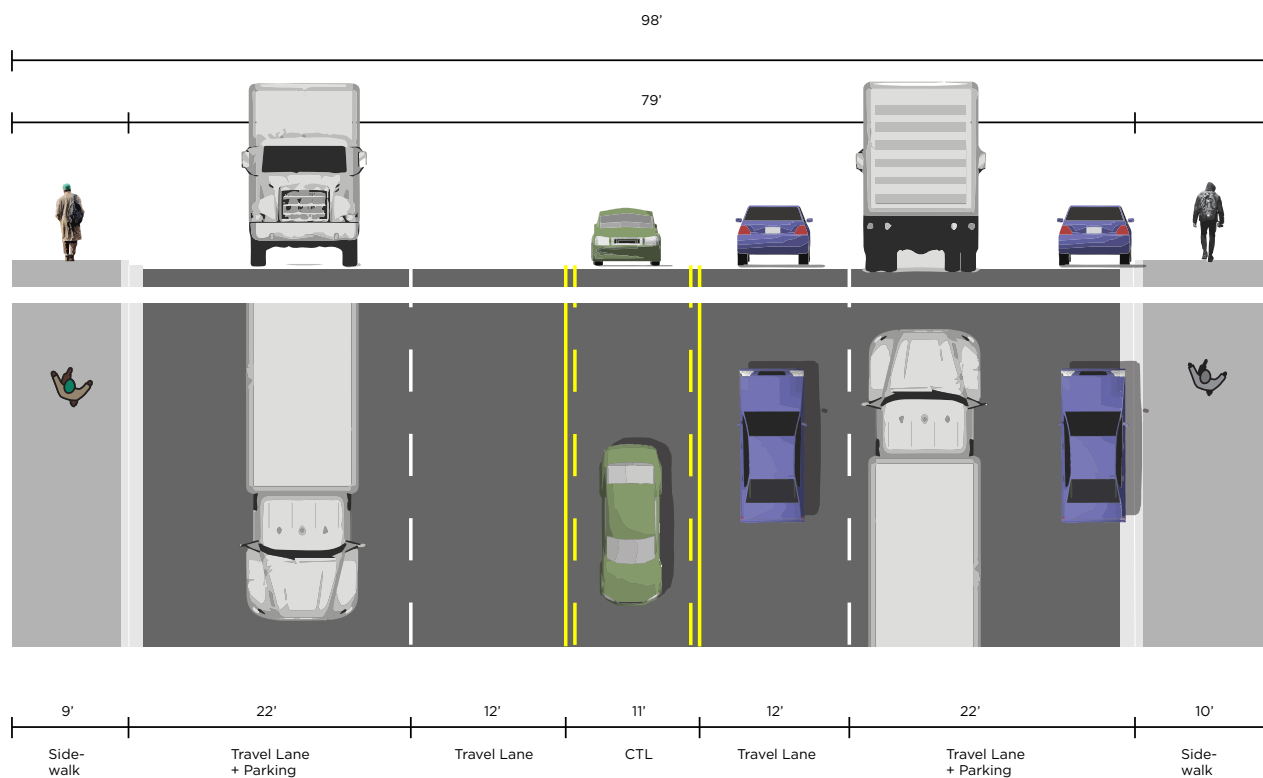 98’
79’
9’ 22’ 12’ 11’ 12’ 22’ 10’
Side- Travel Lane Travel Lane CTL Travel Lane Travel Lane Side-
walk + Parking + Parking walk